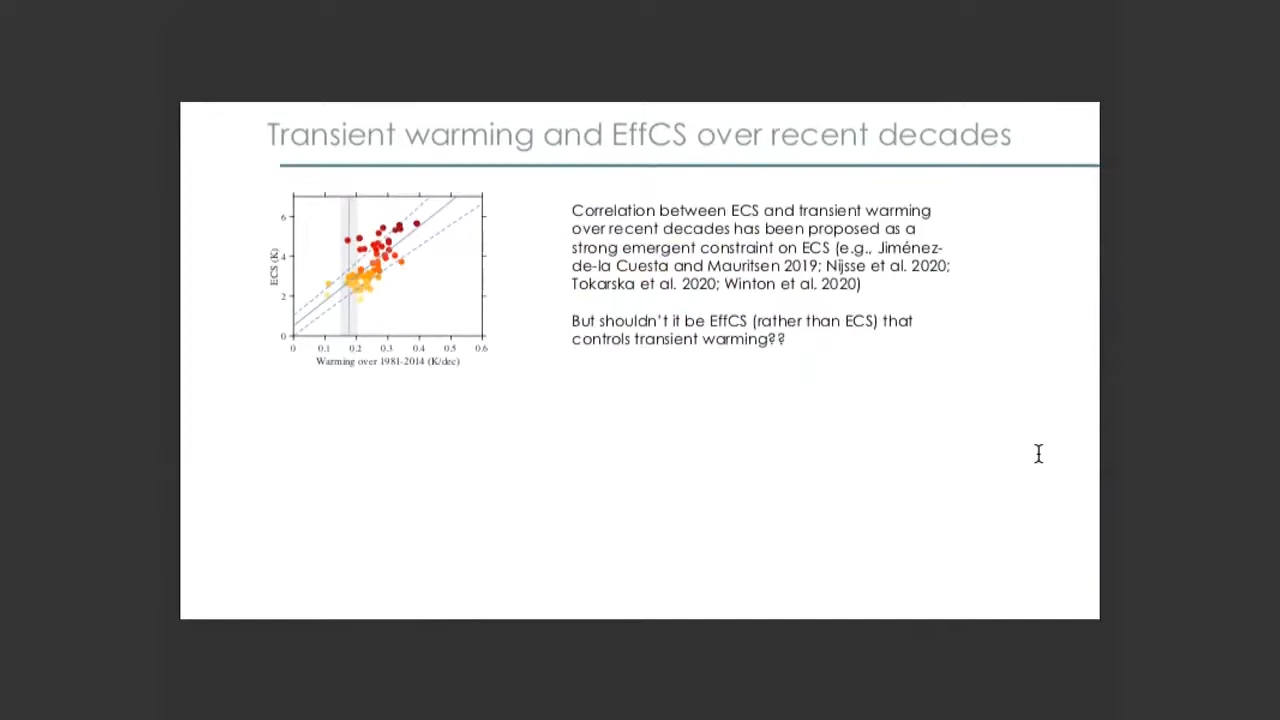 Transient warming and EffCS over recent decades
Correlation between ECS and transient warming
over recent decades has been proposed as a
strong emergent constraint on ECS (e.g., Jiménez-
de-la Cuesta and Mauritsen 2019; Nijsse et al. 2020;
Tokarska et al. 2020; Winton et al. 2020)
But shouldn't it be EffCS (rather than ECS) that
controls transient warming??
ECS (K)
6
4
2
0
0 0.1 0.2 0.3 0.4 0.5 0.6
Warming over 1981-2014 (K/dec)